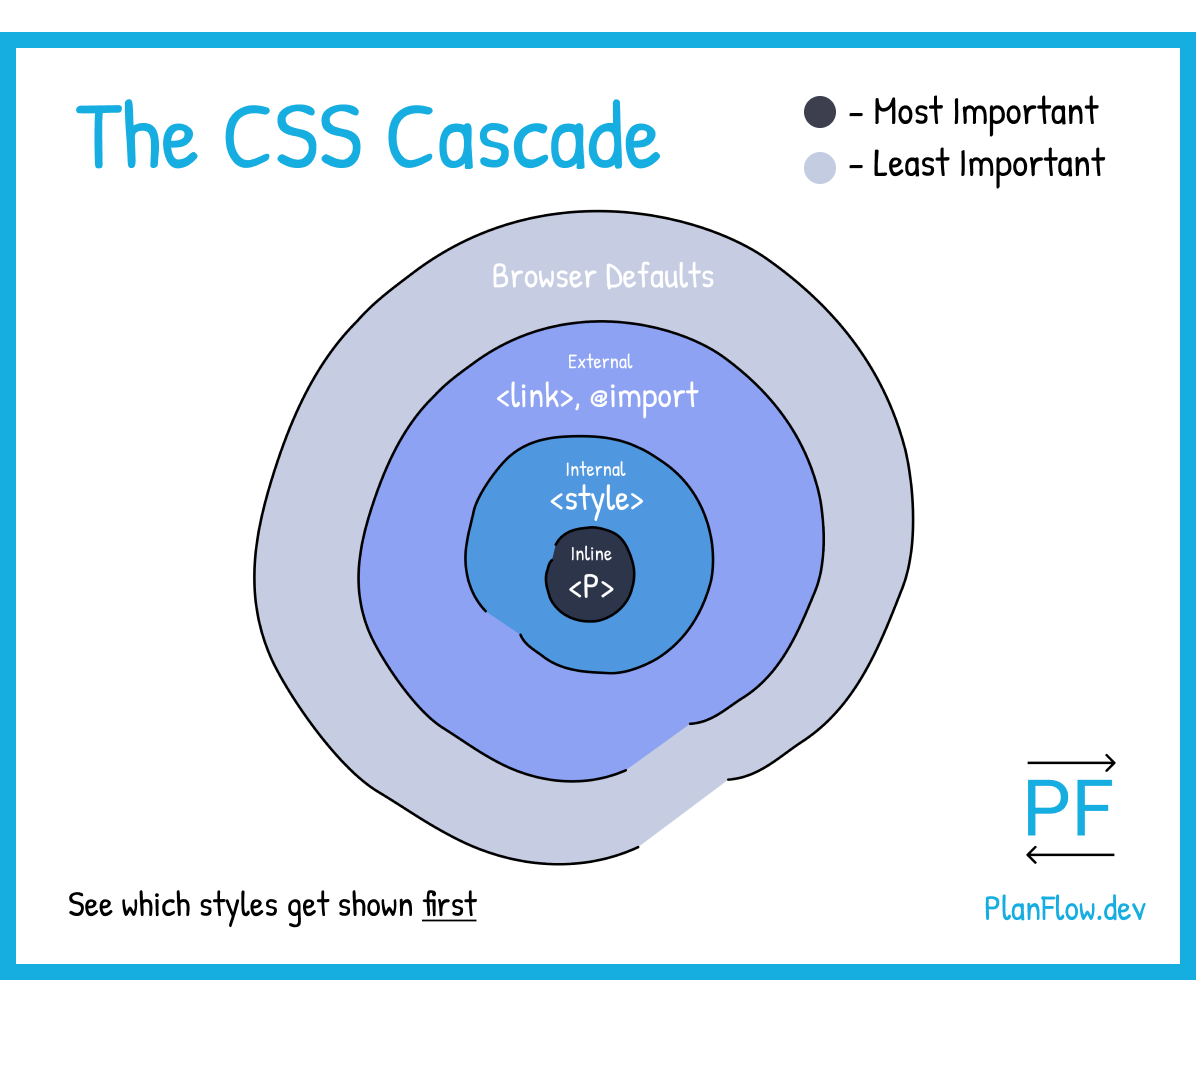 The CSS Cascade
- Most Important
- Least Important
Browser Defaults
External
<link>, @import
Internal
<style>
Inline
<P>
PF
See which styles get shown first
PlanFlow.dev